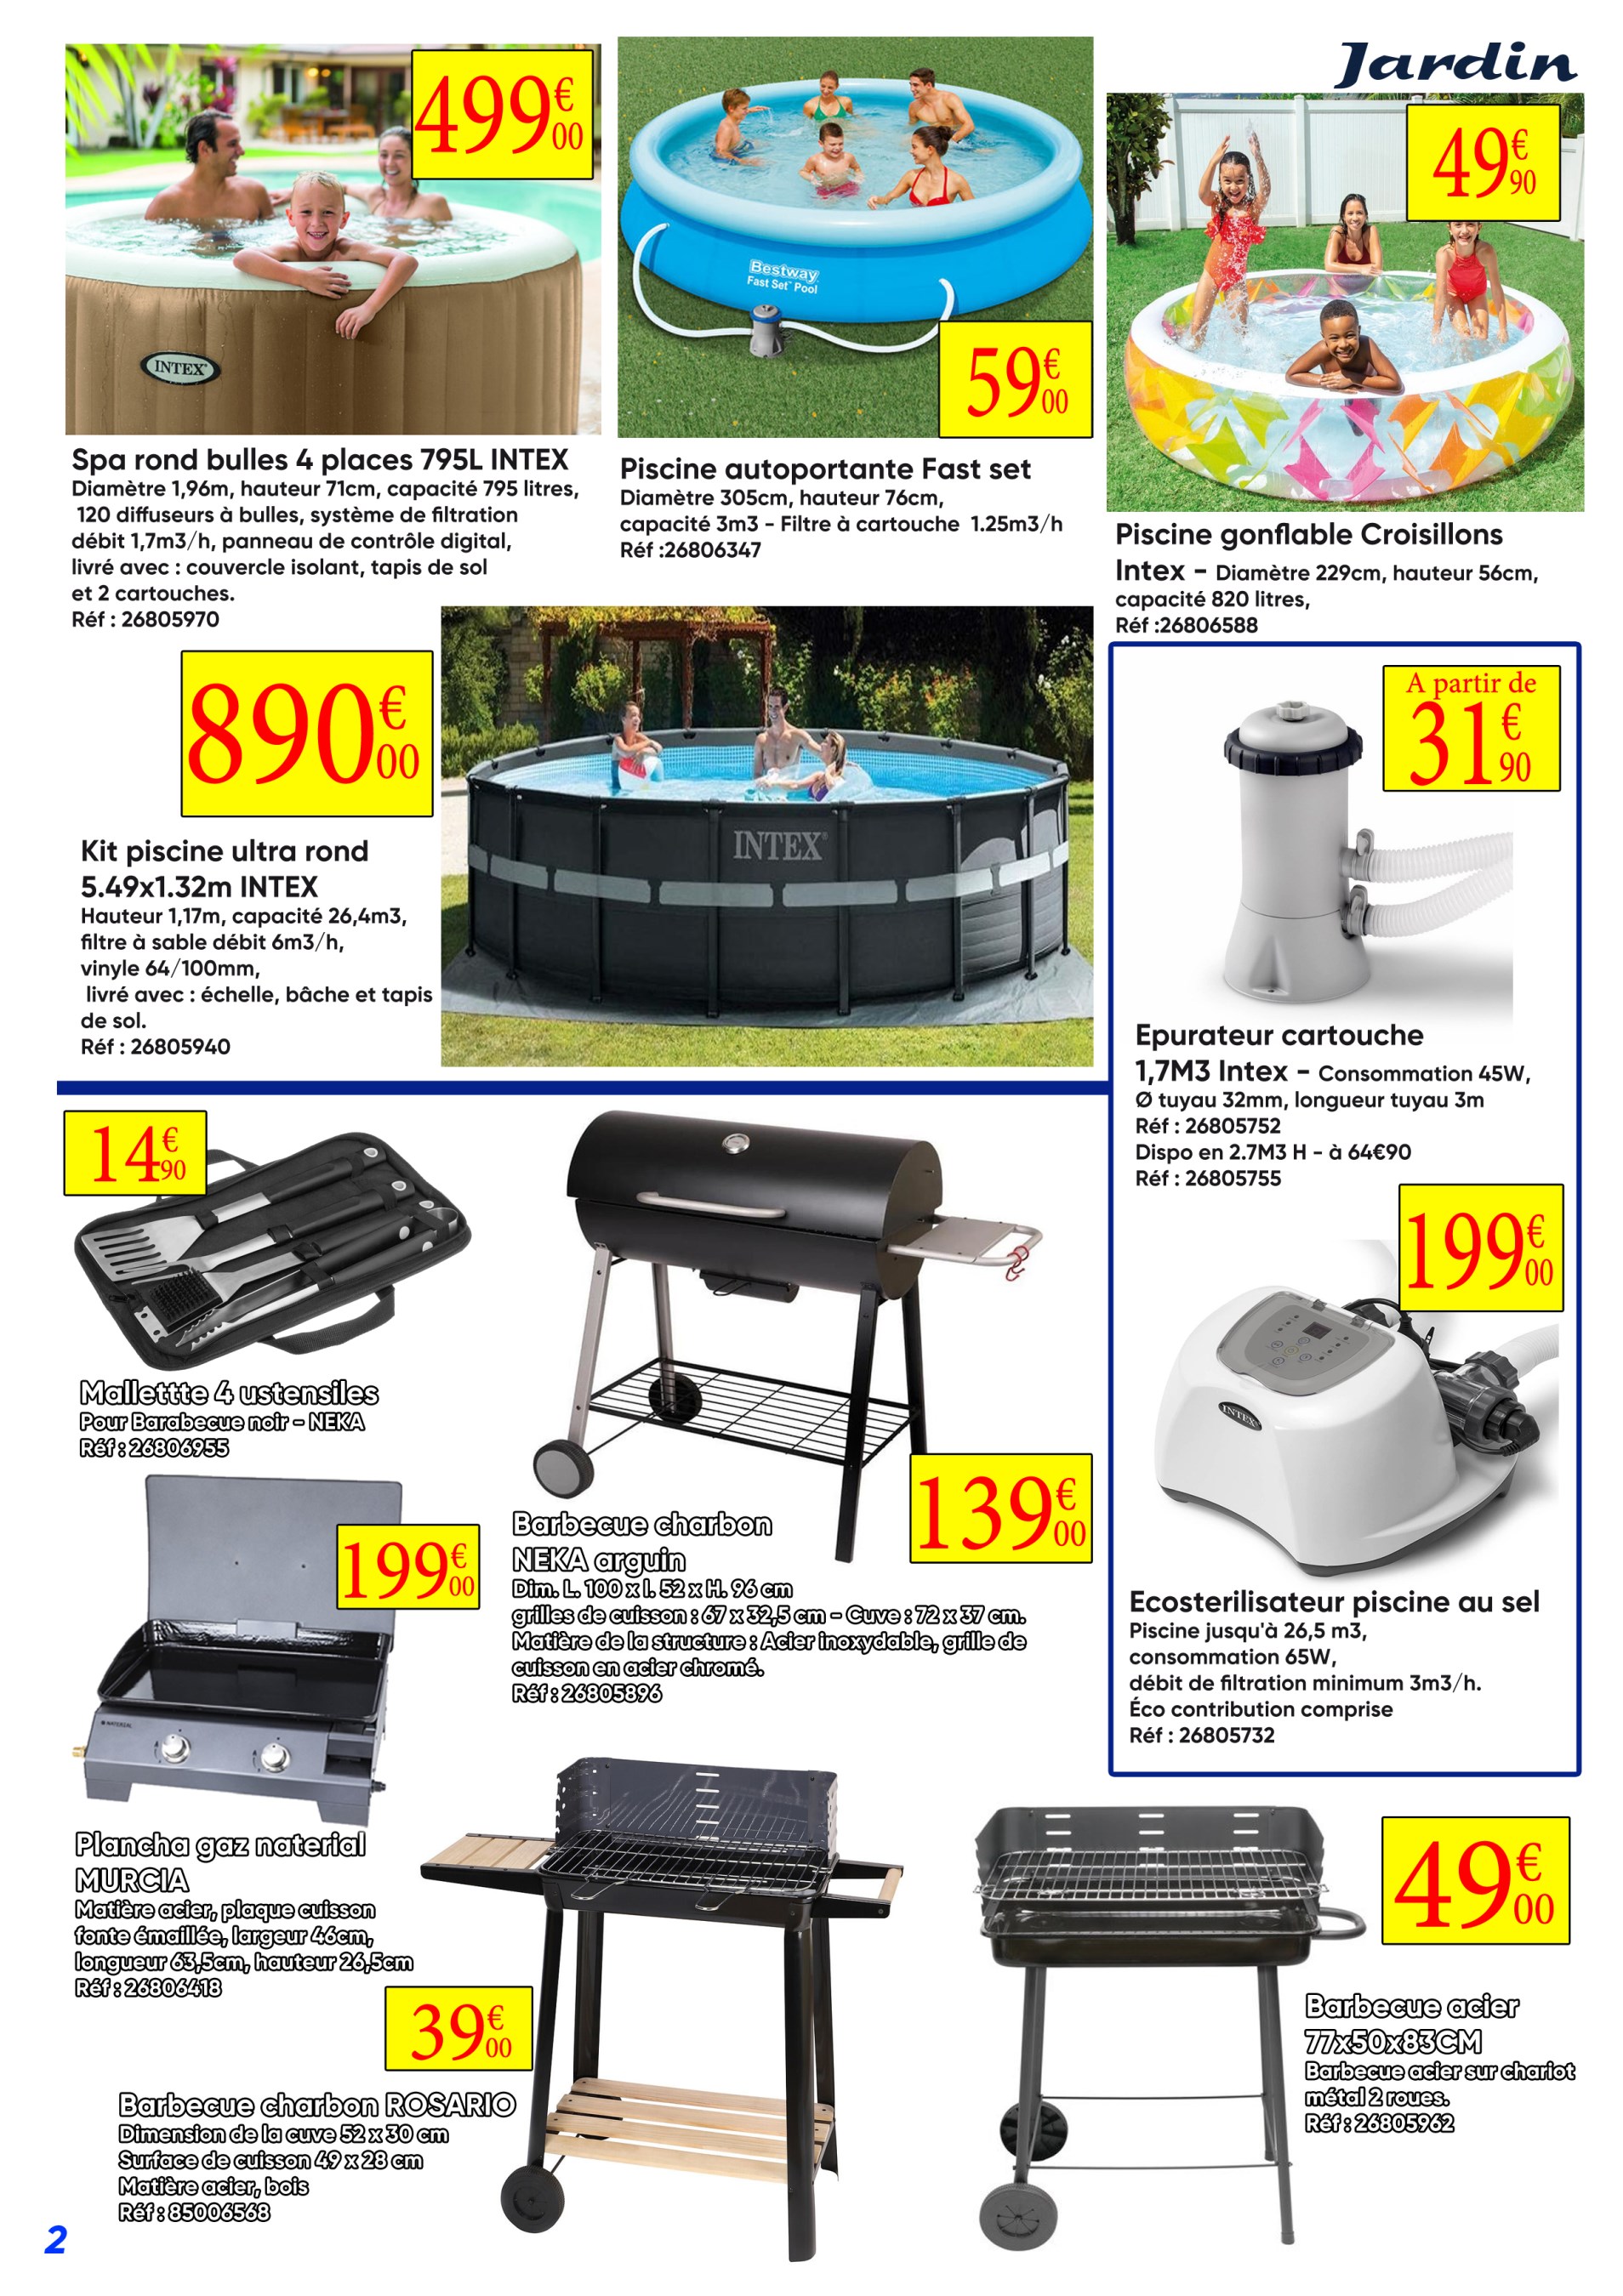 Jardin
499€00
INTEX
Spa rond bulles 4 places 795L INTEX
Diamètre 1,96m, hauteur 71cm, capacité 795 litres,
120 diffuseurs à bulles, système de filtration
débit 1,7m3/h, panneau de contrôle digital,
livré avec : couvercle isolant, tapis de sol
et 2 cartouches.
Réf : 26805970
Bestway
Fast Set™ Pool
59€00
Piscine autoportante Fast set
Diamètre 305cm, hauteur 76cm,
capacité 3m3 - Filtre à cartouche 1.25m3/h
Réf :26806347
49€90
Piscine gonflable Croisillons
Intex - Diamètre 229cm, hauteur 56cm,
capacité 820 litres,
Réf :26806588
890€00
INTEX
Kit piscine ultra rond
5.49x1.32m INTEX
Hauteur 1,17m, capacité 26,4m3,
filtre à sable débit 6m3/h,
vinyle 64/100mm,
livré avec : échelle, bâche et tapis
de sol.
Réf : 26805940
A partir de
31€90
Epurateur cartouche
1,7M3 Intex - Consommation 45W,
Ø tuyau 32mm, longueur tuyau 3m
Réf : 26805752
Dispo en 2.7M3 H - à 64€90
Réf : 26805755
199€00
INTEX
Ecosterilisateur piscine au sel
Piscine jusqu'à 26,5 m3,
consommation 65W,
débit de filtration minimum 3m3/h.
Éco contribution comprise
Réf : 26805732
14€90
Mallettte 4 ustensiles
Pour Barabecue noir - NEKA
Réf : 26806955
139€00
Barbecue charbon
NEKA arguin
Dim. L. 100 x l. 52 x H. 96 cm
grilles de cuisson : 67 x 32,5 cm - Cuve : 72 x 37 cm.
Matière de la structure : Acier inoxydable, grille de
cuisson en acier chromé.
Réf : 26805896
199€00
NATERIAL
Plancha gaz naterial
MURCIA
Matière acier, plaque cuisson
fonte émaillée, largeur 46cm,
longueur 63,5cm, hauteur 26,5cm
Réf : 26806418
39€00
Barbecue charbon ROSARIO
Dimension de la cuve 52 x 30 cm
Surface de cuisson 49 x 28 cm
Matière acier, bois
Réf : 85006568
49€00
Barbecue acier
77x50x83CM
Barbecue acier sur chariot
métal 2 roues.
Réf : 26805962
2